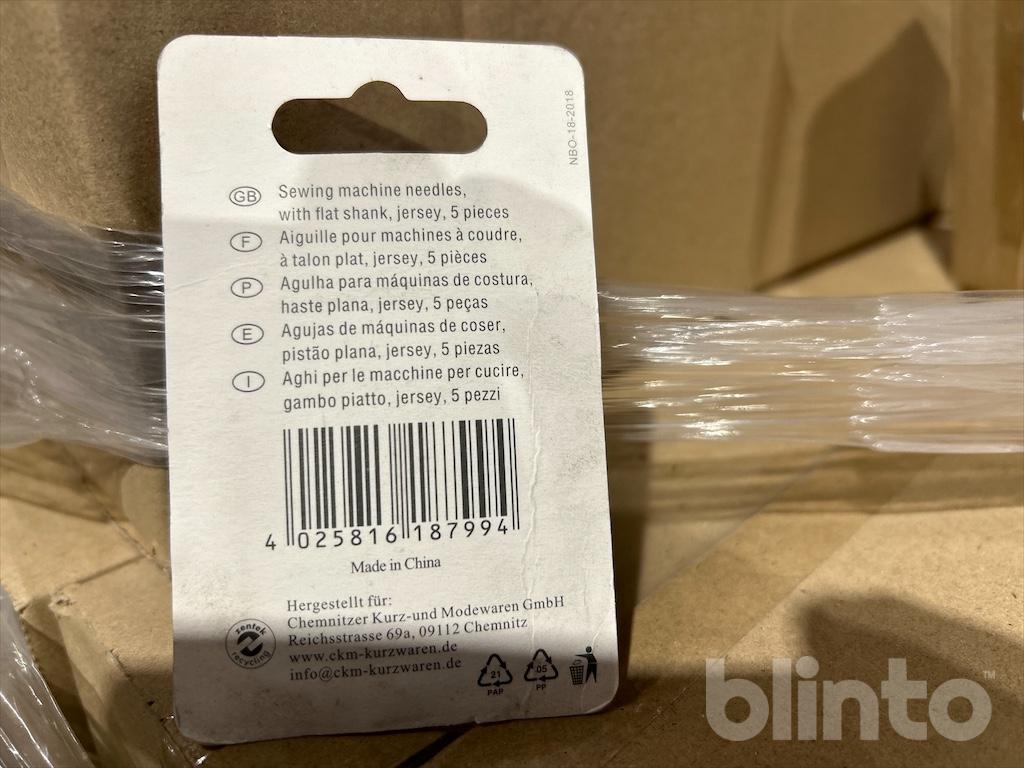 NBO-18-2018
GB Sewing machine needles,
with flat shank, jersey, 5 pieces
F Aiguille pour machines à coudre,
à talon plat, jersey, 5 pièces
P Agulha para máquinas de costura,
haste plana, jersey, 5 peças
E Agujas de máquinas de coser,
pistão plana, jersey, 5 piezas
I Aghi per le macchine per cucire,
gambo piatto, jersey, 5 pezzi
4 025816 187994
Made in China
Hergestellt für:
Chemnitzer Kurz-und Modewaren GmbH
Reichsstrasse 69a, 09112 Chemnitz
www.ckm-kurzwaren.de
info@ckm-kurzwaren.de
zentek
recycling
21
PAP
05
PP
blinto™